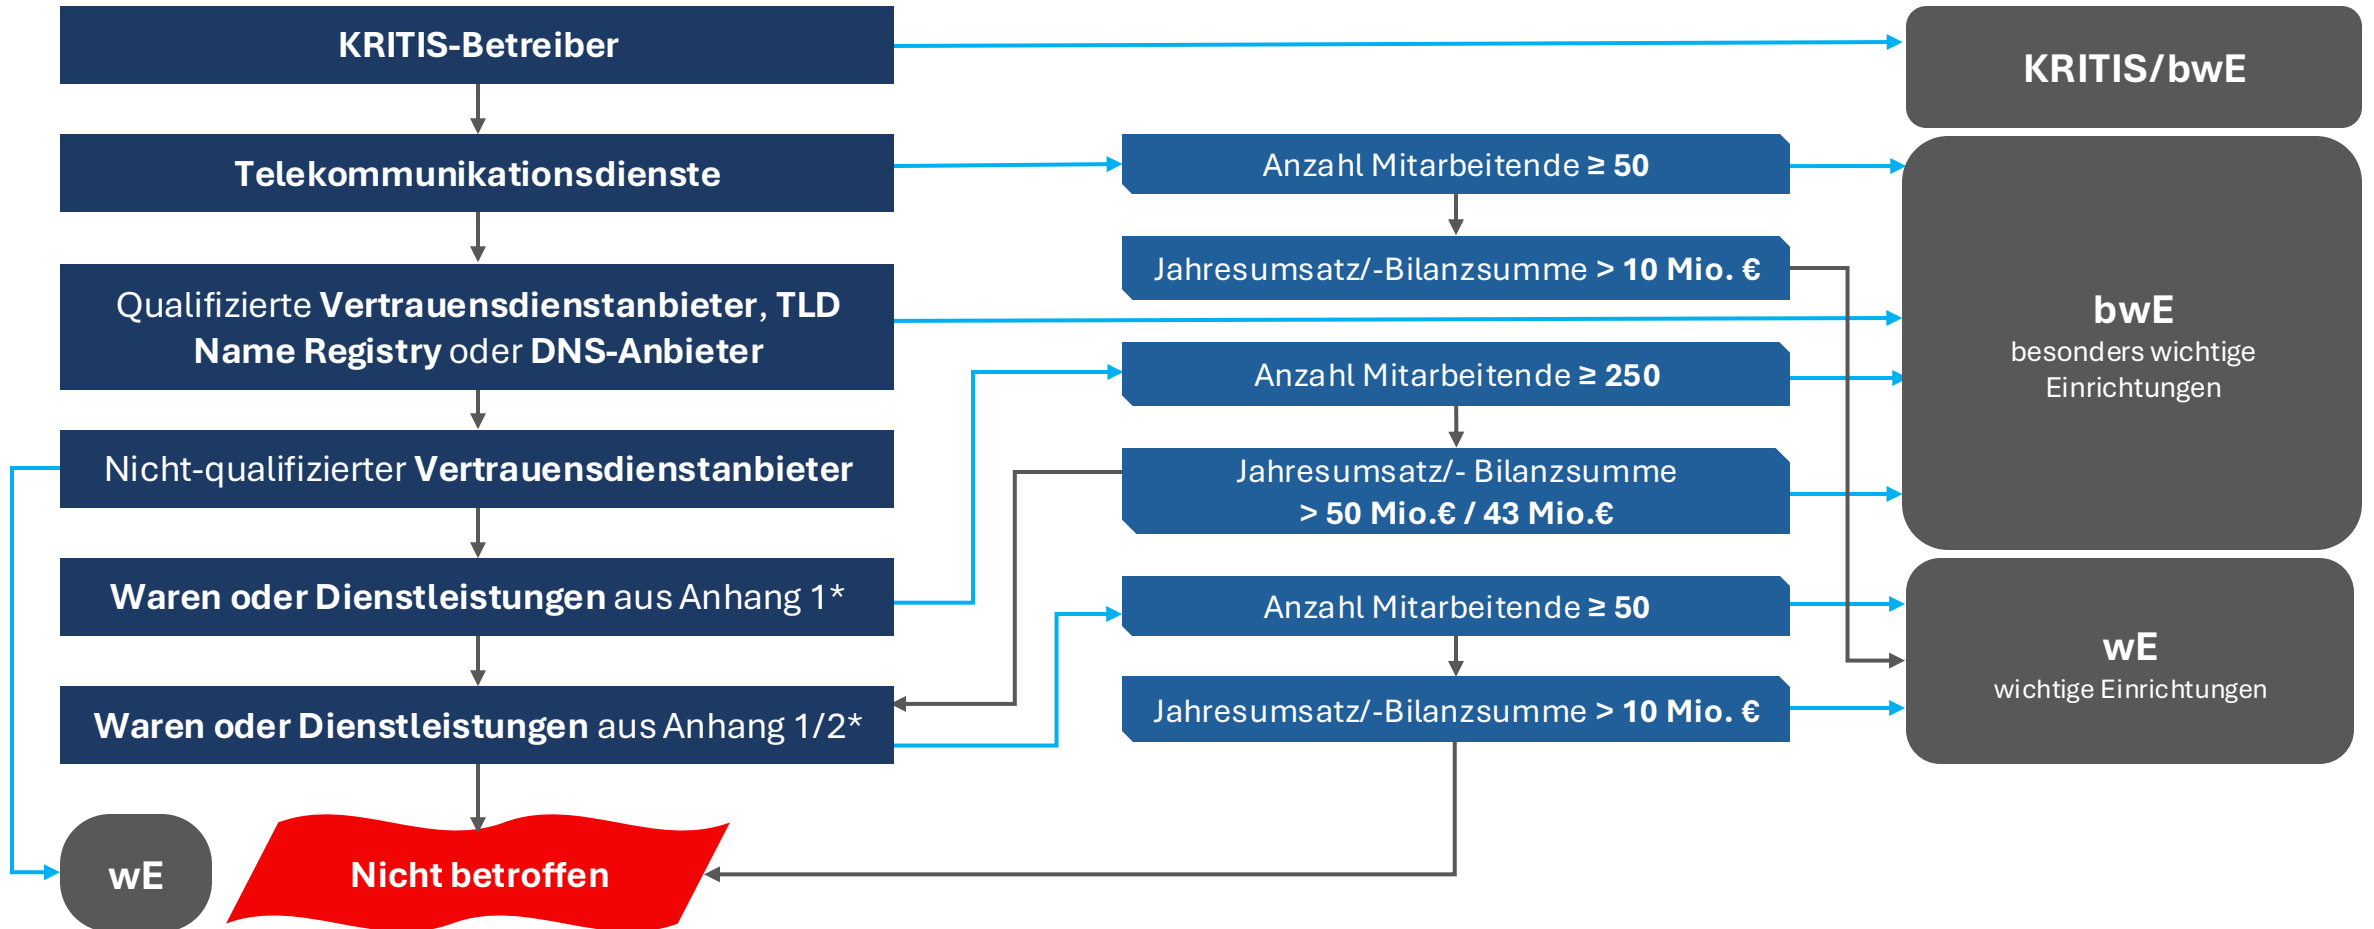 KRITIS-Betreiber
KRITIS/bwE
Telekommunikationsdienste
Anzahl Mitarbeitende ≥ 50
Jahresumsatz/-Bilanzsumme > 10 Mio. €
Qualifizierte Vertrauensdienstanbieter, TLD
Name Registry oder DNS-Anbieter
bwE
besonders wichtige
Einrichtungen
Anzahl Mitarbeitende ≥ 250
Nicht-qualifizierter Vertrauensdienstanbieter
Jahresumsatz/- Bilanzsumme
> 50 Mio.€ / 43 Mio.€
Waren oder Dienstleistungen aus Anhang 1*
Anzahl Mitarbeitende ≥ 50
wE
wichtige Einrichtungen
Waren oder Dienstleistungen aus Anhang 1/2*
Jahresumsatz/-Bilanzsumme > 10 Mio. €
wE
Nicht betroffen